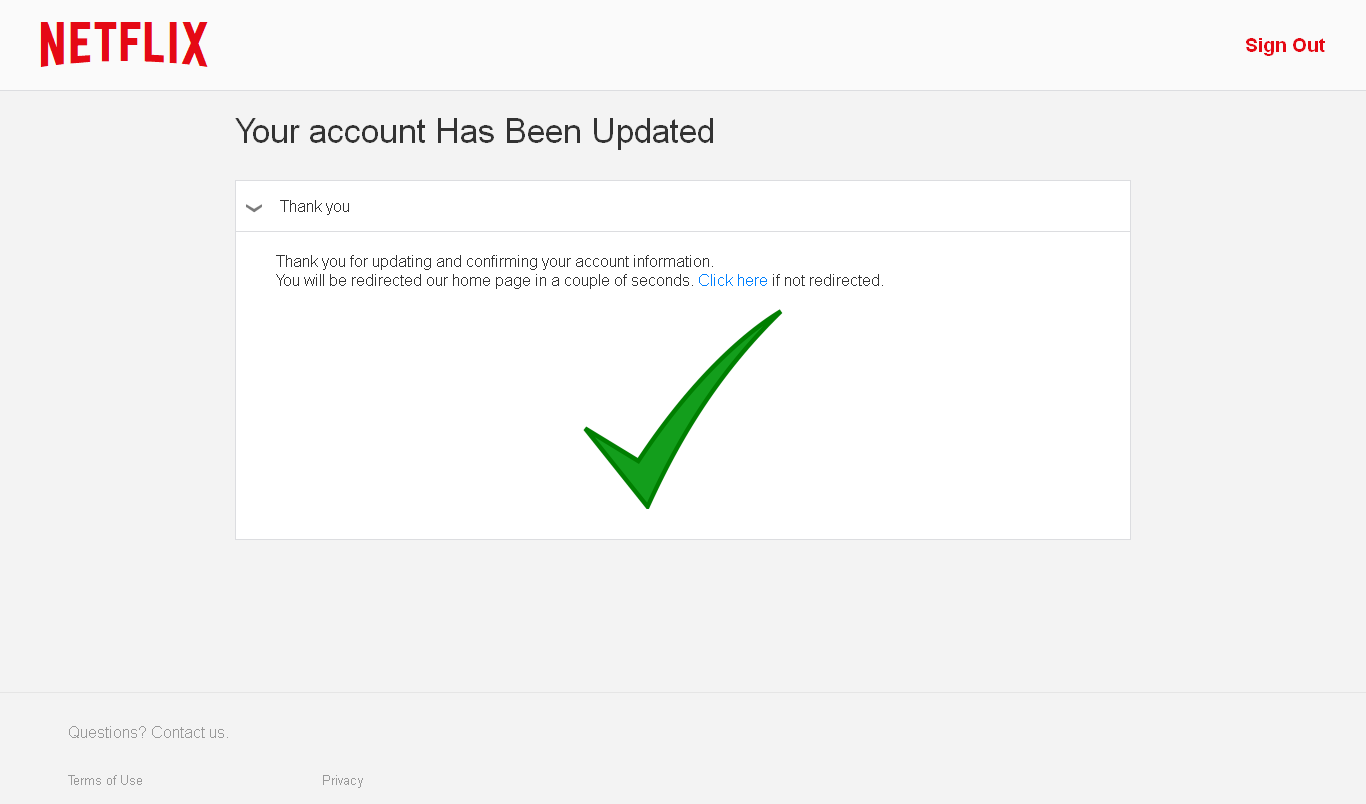 NETFLIX
Sign Out
Your account Has Been Updated
Thank you
Thank you for updating and confirming your account information.
You will be redirected our home page in a couple of seconds. Click here if not redirected.
Questions? Contact us.
Terms of Use
Privacy